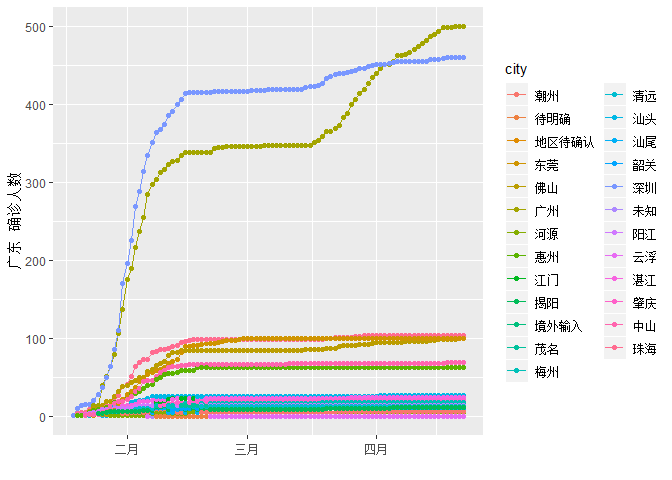 500
400
300
200
100
0
广东 确诊人数
二月
三月
四月
city
潮州
待明确
地区待确认
东莞
佛山
广州
河源
惠州
江门
揭阳
境外输入
茂名
梅州
清远
汕头
汕尾
韶关
深圳
未知
阳江
云浮
湛江
肇庆
中山
珠海